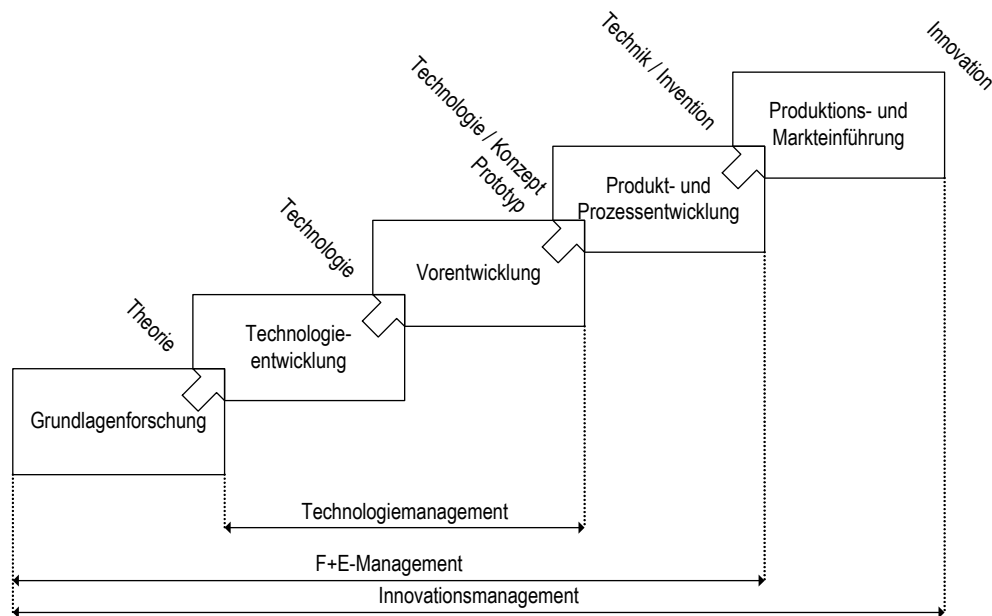 Innovation
Technik / Invention
Produktions- und
Markteinführung
Technologie / Konzept
Prototyp
Produkt- und
Prozessentwicklung
Technologie
Vorentwicklung
Theorie
Technologie-
entwicklung
Grundlagenforschung
Technologiemanagement
F+E-Management
Innovationsmanagement